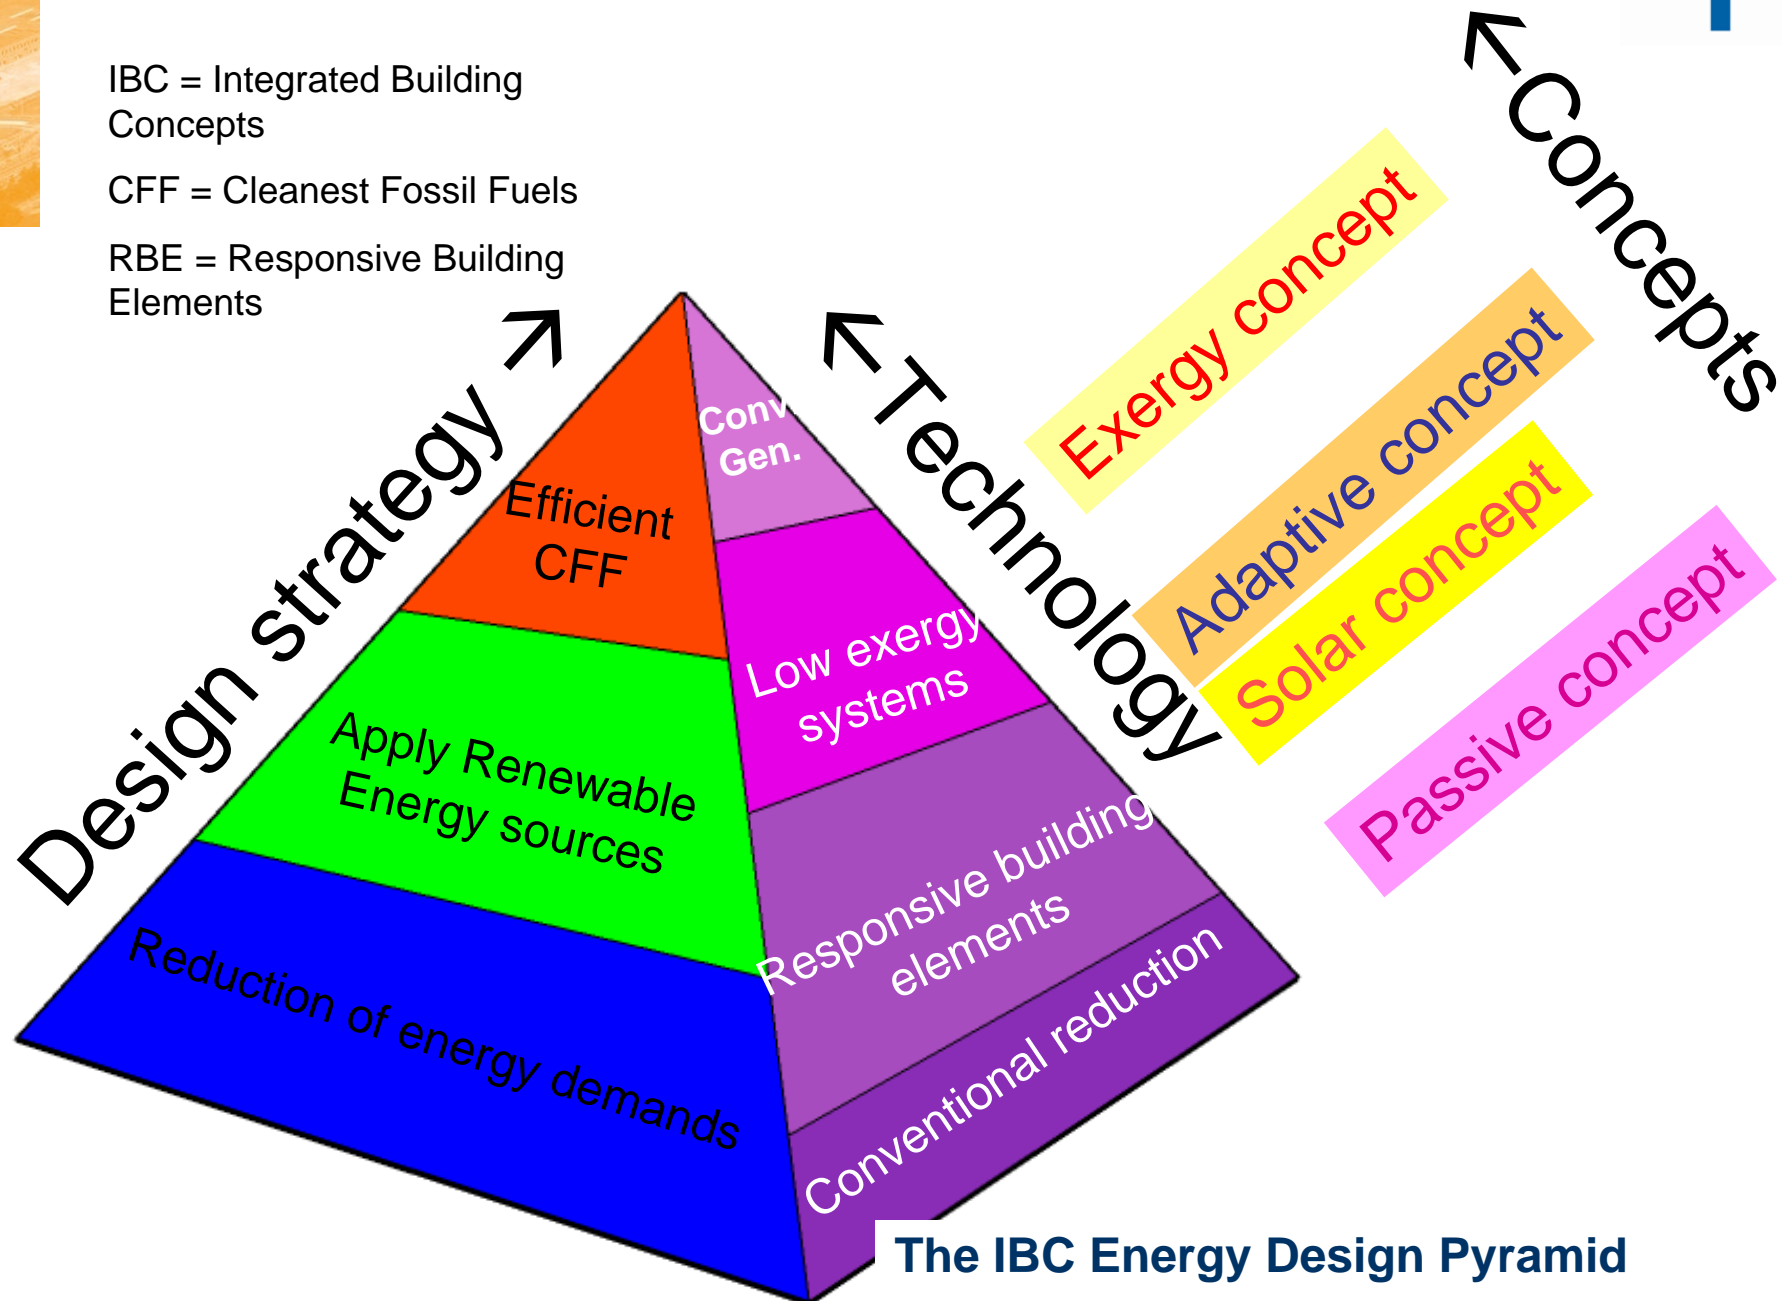 IBC = Integrated Building
Concepts
CFF = Cleanest Fossil Fuels
RBE = Responsive Building
Elements
Design strategy →
← Technology
← Concepts
Conv
Gen.
Efficient
CFF
Low exergy
systems
Apply Renewable
Energy sources
Responsive building
elements
Reduction of energy demands
Conventional reduction
Exergy concept
Adaptive concept
Solar concept
Passive concept
The IBC Energy Design Pyramid